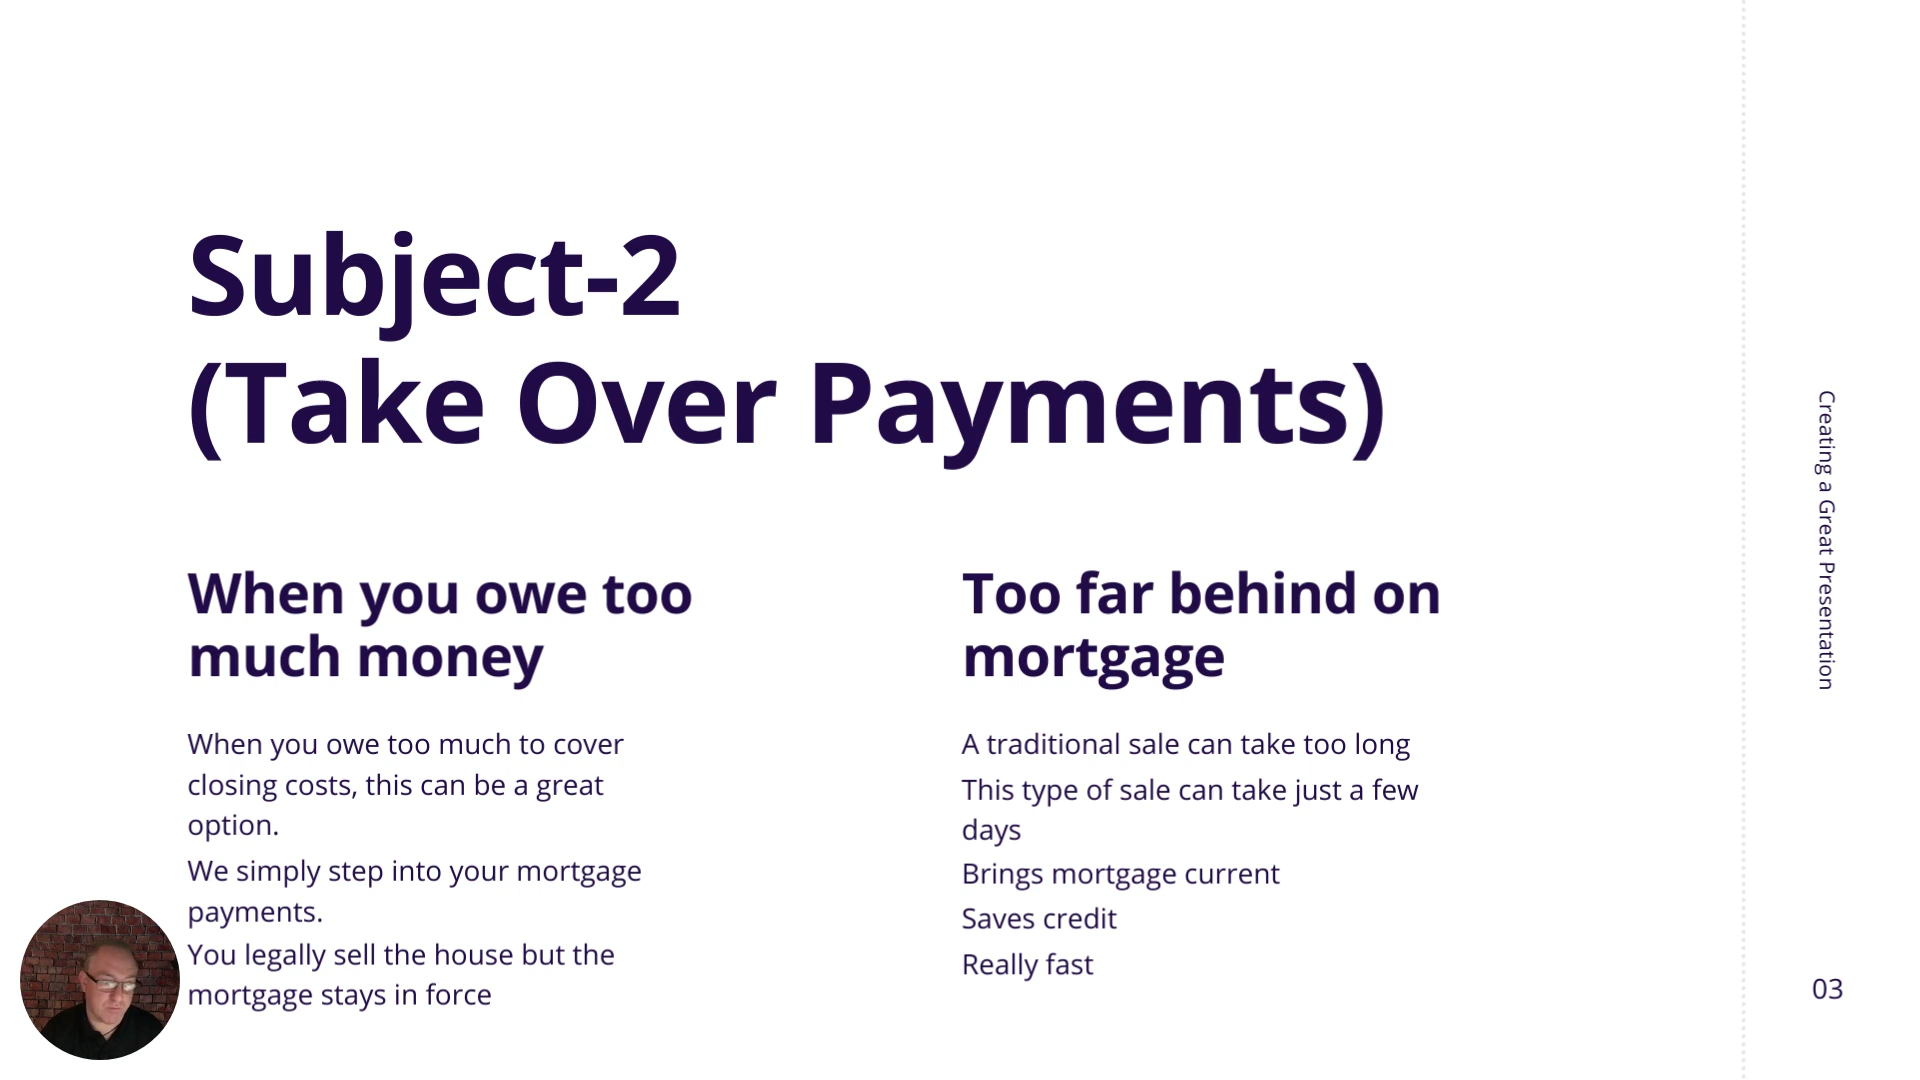 Subject-2
(Take Over Payments)
When you owe too
much money
When you owe too much to cover
closing costs, this can be a great
option.
We simply step into your mortgage
payments.
You legally sell the house but the
mortgage stays in force
Too far behind on
mortgage
A traditional sale can take too long
This type of sale can take just a few
days
Brings mortgage current
Saves credit
Really fast
Creating a Great Presentation
03